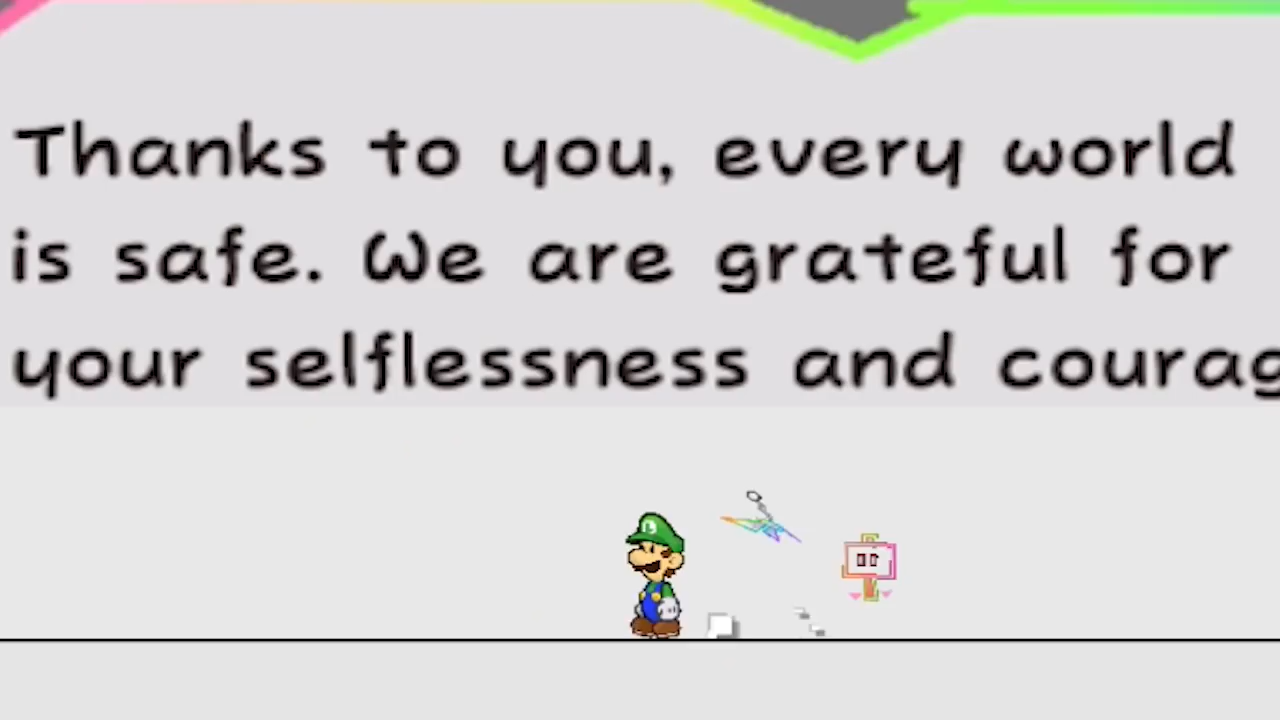 Thanks to you, every world
is safe. We are grateful for
your selflessness and courag
L